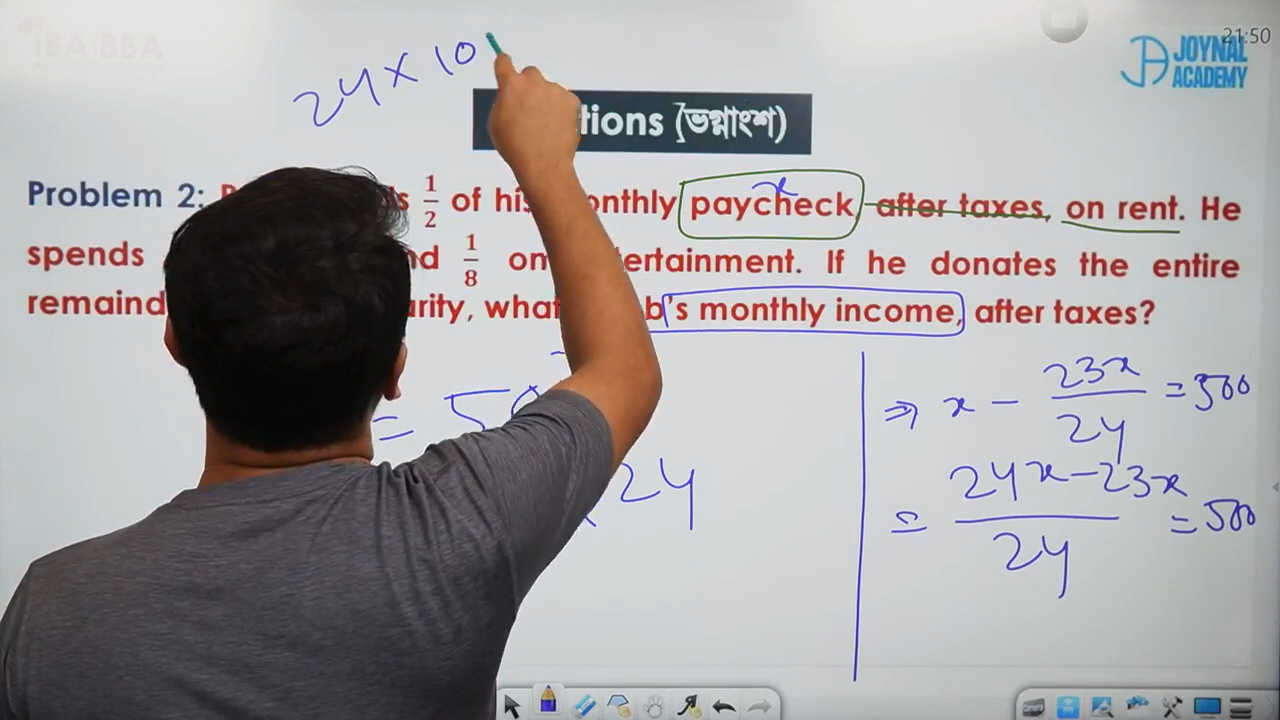 IBA BBA
21:50
JOYNAL
ACADEMY
24 × 10
tions (ভগ্নাংশ)
Problem 2: s 1/2 of his monthly paycheck, after taxes, on rent. He
x
spends nd 1/8 on ertainment. If he donates the entire
remaind arity, what b's monthly income, after taxes?
⇒ x - 23x/24 = 500
= 50
24
= 24x-23x/24 = 500